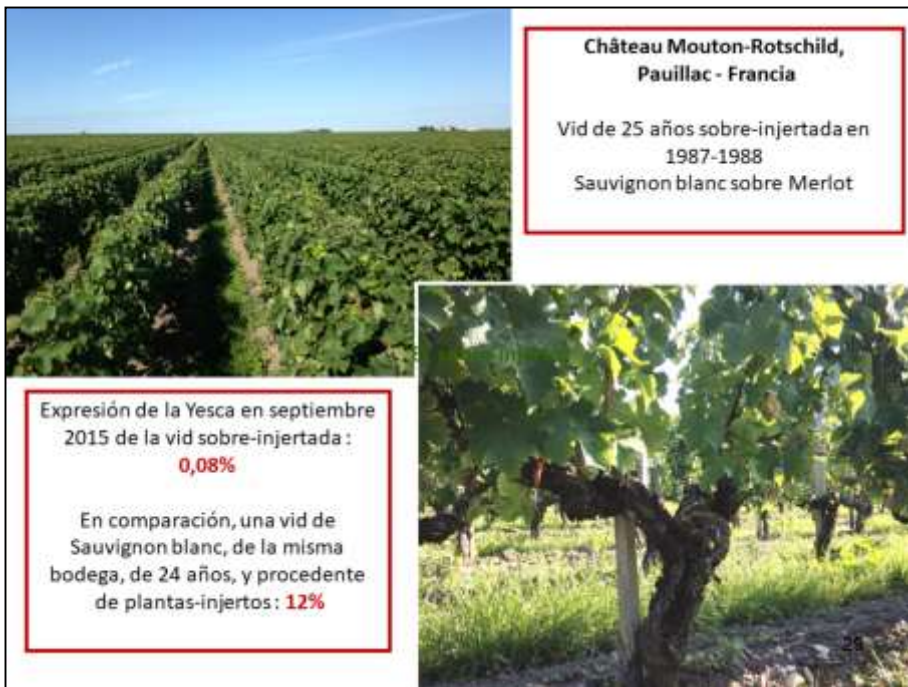 Château Mouton-Rotschild,
Pauillac - Francia
Vid de 25 años sobre-injertada en
1987-1988
Sauvignon blanc sobre Merlot
Expresión de la Yesca en septiembre
2015 de la vid sobre-injertada :
0,08%
En comparación, una vid de
Sauvignon blanc, de la misma
bodega, de 24 años, y procedente
de plantas-injertos : 12%